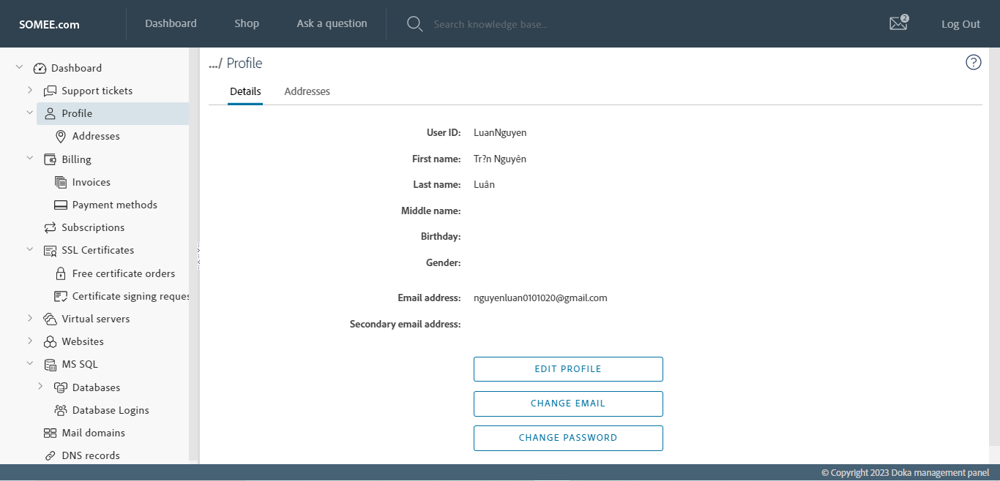 SOMEE.com
Dashboard
Shop
Ask a question
Search knowledge base...
2
Log Out
Dashboard
Support tickets
Profile
Addresses
Billing
Invoices
Payment methods
Subscriptions
SSL Certificates
Free certificate orders
Certificate signing reques
Virtual servers
Websites
MS SQL
Databases
Database Logins
Mail domains
DNS records
.../ Profile
?
Details
Addresses
User ID: LuanNguyen
First name: Tr?n Nguyên
Last name: Luân
Middle name:
Birthday:
Gender:
Email address: nguyenluan0101020@gmail.com
Secondary email address:
EDIT PROFILE
CHANGE EMAIL
CHANGE PASSWORD
© Copyright 2023 Doka management panel